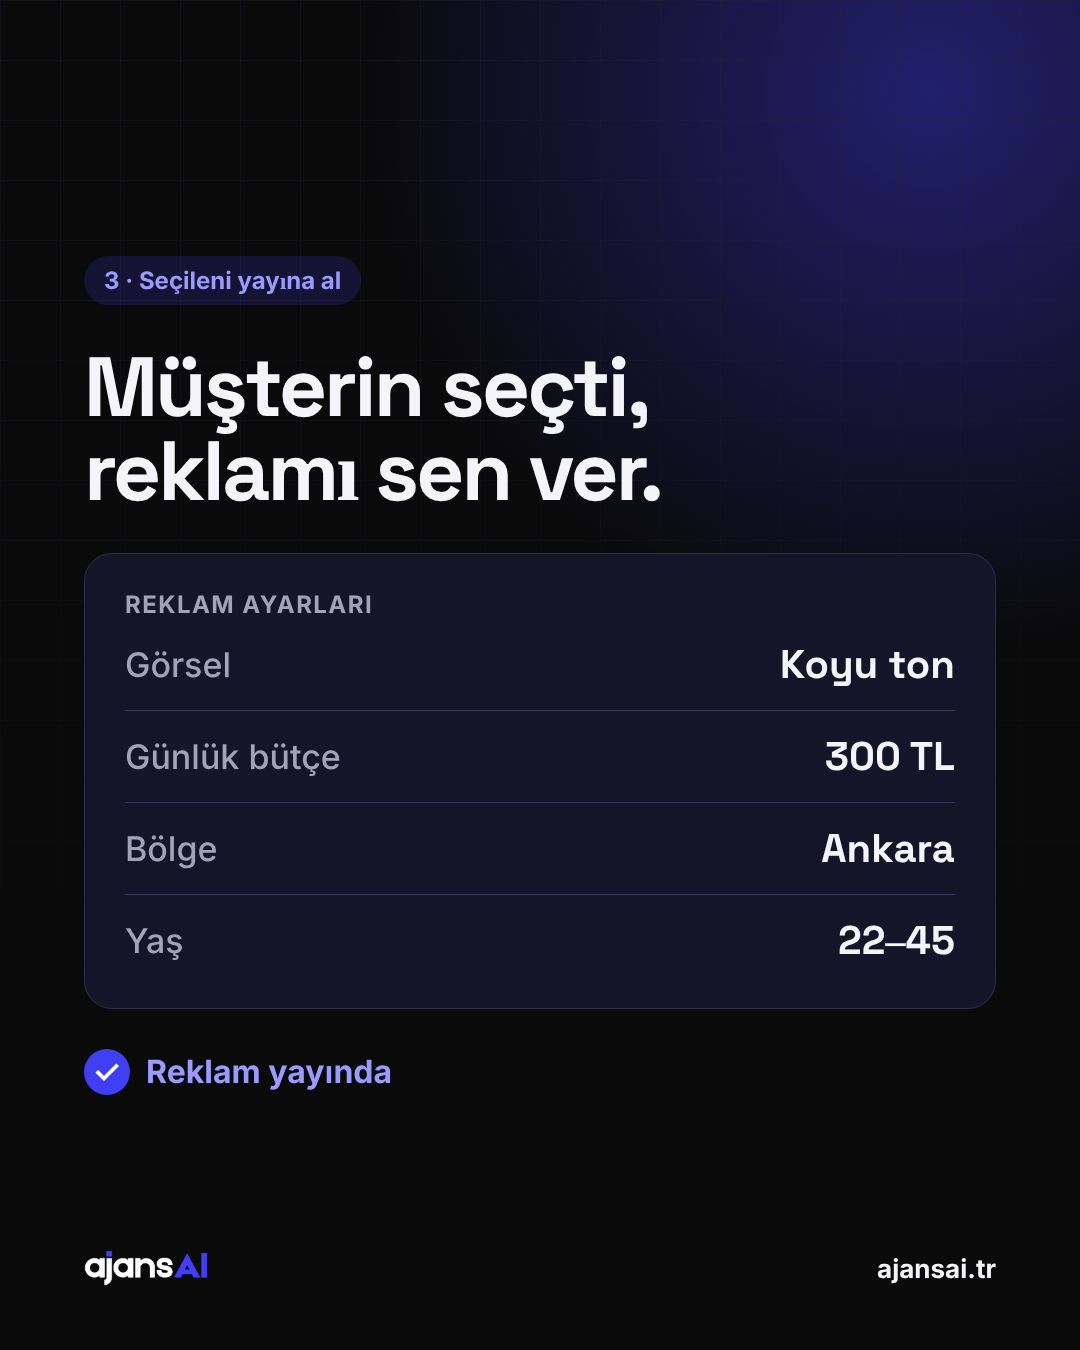 3 · Seçileni yayına al
Müşterin seçti,
reklamı sen ver.
REKLAM AYARLARI
Görsel Koyu ton
Günlük bütçe 300 TL
Bölge Ankara
Yaş 22–45
Reklam yayında
ajansAI ajansai.tr